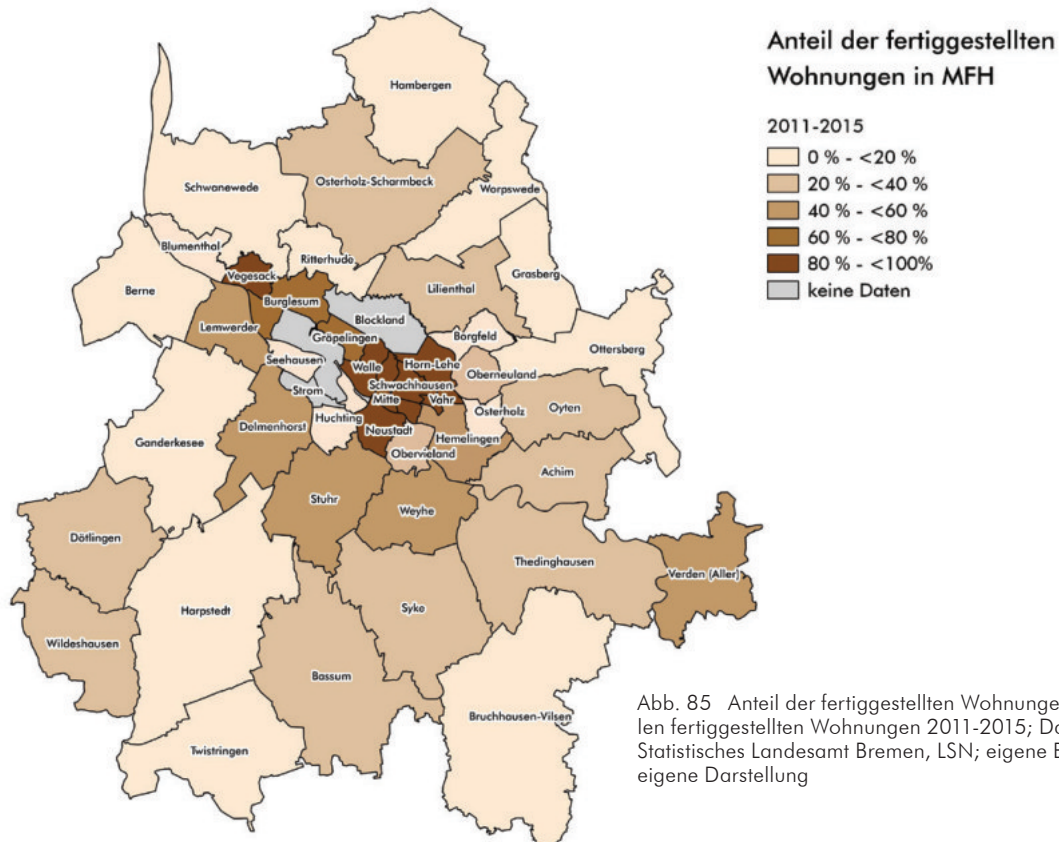 Anteil der fertiggestellten
Wohnungen in MFH
2011-2015
0 % - <20 %
20 % - <40 %
40 % - <60 %
60 % - <80 %
80 % - <100%
keine Daten
Hambergen
Schwanewede
Osterholz-Scharmbeck
Worpswede
Blumenthal
Ritterhude
Vegesack
Grasberg
Berne
Lilienthal
Burglesum
Lemwerder
Blockland
Gröpelingen
Borgfeld
Ottersberg
Seehausen
Walle
Horn-Lehe
Oberneuland
Schwachhausen
Strom
Mitte
Vahr
Osterholz
Oyten
Huchting
Delmenhorst
Neustadt
Hemelingen
Ganderkesee
Obervieland
Achim
Stuhr
Weyhe
Dötlingen
Thedinghausen
Verden (Aller)
Harpstedt
Syke
Wildeshausen
Bassum
Bruchhausen-Vilsen
Twistringen
Abb. 85 Anteil der fertiggestellten Wohnunge
len fertiggestellten Wohnungen 2011-2015; Da
Statistisches Landesamt Bremen, LSN; eigene B
eigene Darstellung